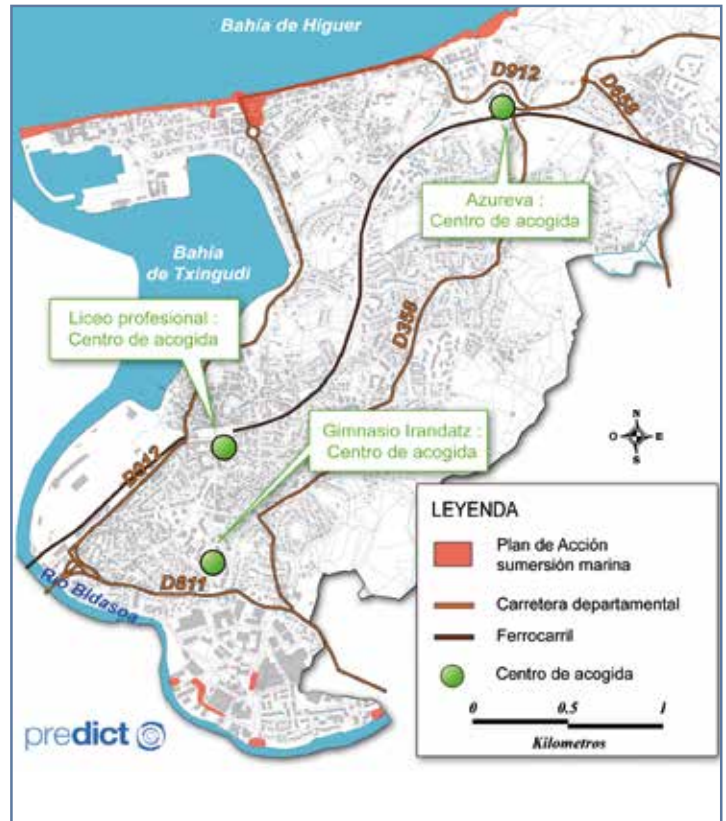 Bahía de Higuer
D912
D658
Azureva :
Centro de acogida
Bahía
de Txingudi
Liceo profesional :
Centro de acogida
D358
Gimnasio Irandatz :
Centro de acogida
N
O E
S
D912
D811
Río Bidasoa
LEYENDA
Plan de Acción
sumersión marina
Carretera departamental
Ferrocarril
Centro de acogida
0 0.5 1
Kilometros
predict